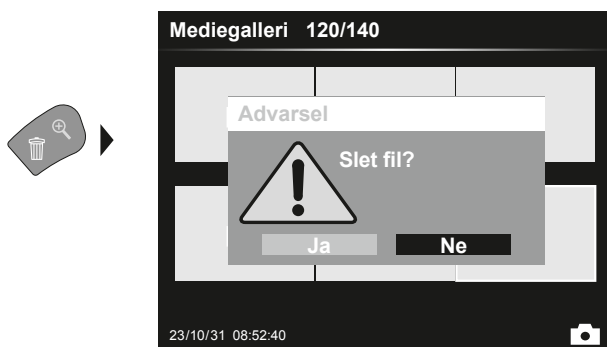 Mediegalleri 120/140
Advarsel
Slet fil?
Ja Ne
23/10/31 08:52:40